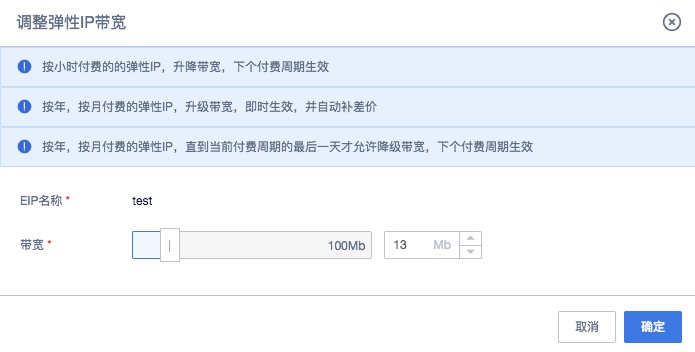 调整弹性IP带宽
按小时付费的的弹性IP，升降带宽，下个付费周期生效
按年，按月付费的弹性IP，升级带宽，即时生效，并自动补差价
按年，按月付费的弹性IP，直到当前付费周期的最后一天才允许降级带宽，下个付费周期生效
EIP名称 * test
带宽 * 100Mb 13 Mb
取消 确定